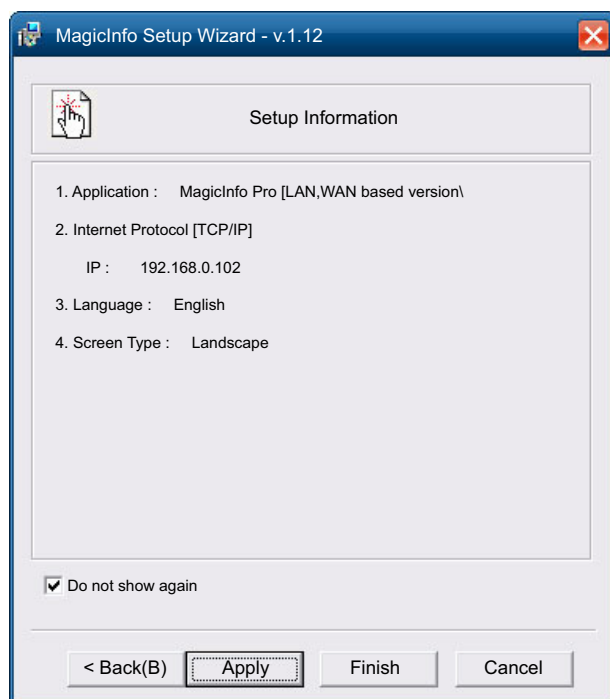 MagicInfo Setup Wizard - v.1.12
Setup Information
1. Application : MagicInfo Pro [LAN,WAN based version\
2. Internet Protocol [TCP/IP]
IP : 192.168.0.102
3. Language : English
4. Screen Type : Landscape
Do not show again
< Back(B) Apply Finish Cancel